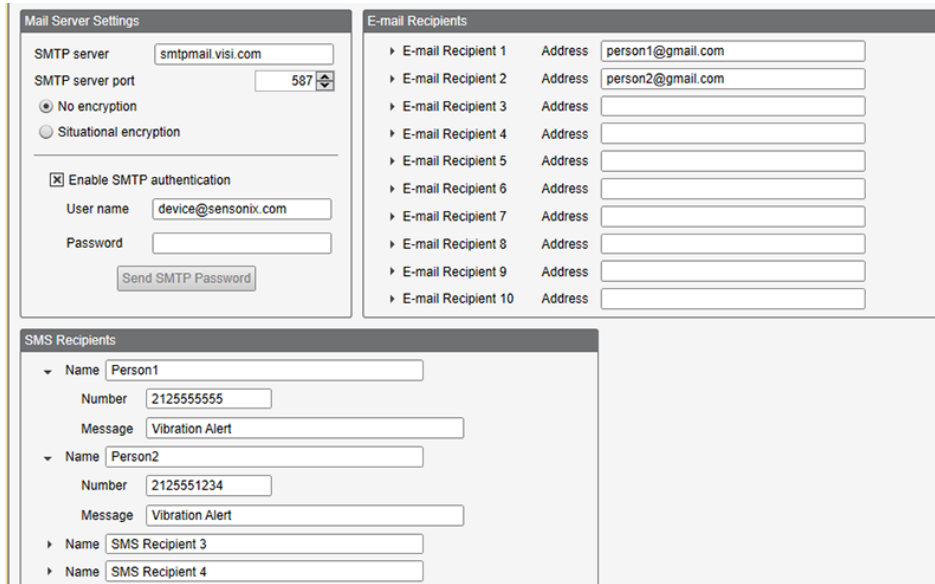 Mail Server Settings
SMTP server smtpmail.visi.com
SMTP server port 587
No encryption
Situational encryption
Enable SMTP authentication
User name device@sensonix.com
Password
Send SMTP Password
E-mail Recipients
E-mail Recipient 1 Address person1@gmail.com
E-mail Recipient 2 Address person2@gmail.com
E-mail Recipient 3 Address
E-mail Recipient 4 Address
E-mail Recipient 5 Address
E-mail Recipient 6 Address
E-mail Recipient 7 Address
E-mail Recipient 8 Address
E-mail Recipient 9 Address
E-mail Recipient 10 Address
SMS Recipients
Name Person1
Number 2125555555
Message Vibration Alert
Name Person2
Number 2125551234
Message Vibration Alert
Name SMS Recipient 3
Name SMS Recipient 4